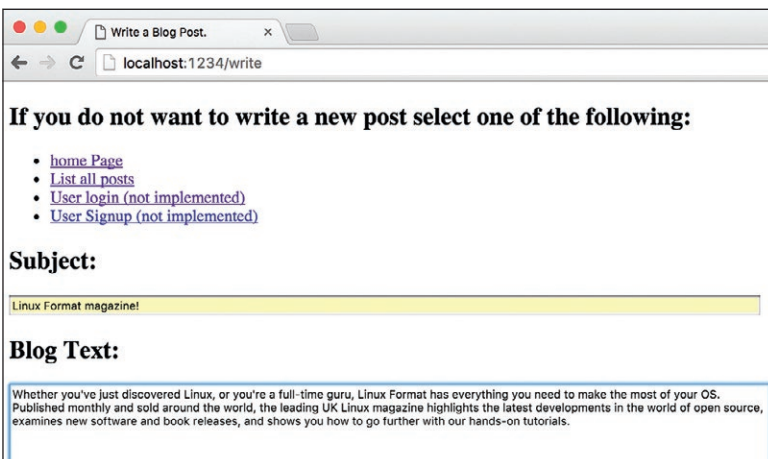 Write a Blog Post.
localhost:1234/write
If you do not want to write a new post select one of the following:
home Page
List all posts
User login (not implemented)
User Signup (not implemented)
Subject:
Linux Format magazine!
Blog Text:
Whether you've just discovered Linux, or you're a full-time guru, Linux Format has everything you need to make the most of your OS.
Published monthly and sold around the world, the leading UK Linux magazine highlights the latest developments in the world of open source,
examines new software and book releases, and shows you how to go further with our hands-on tutorials.